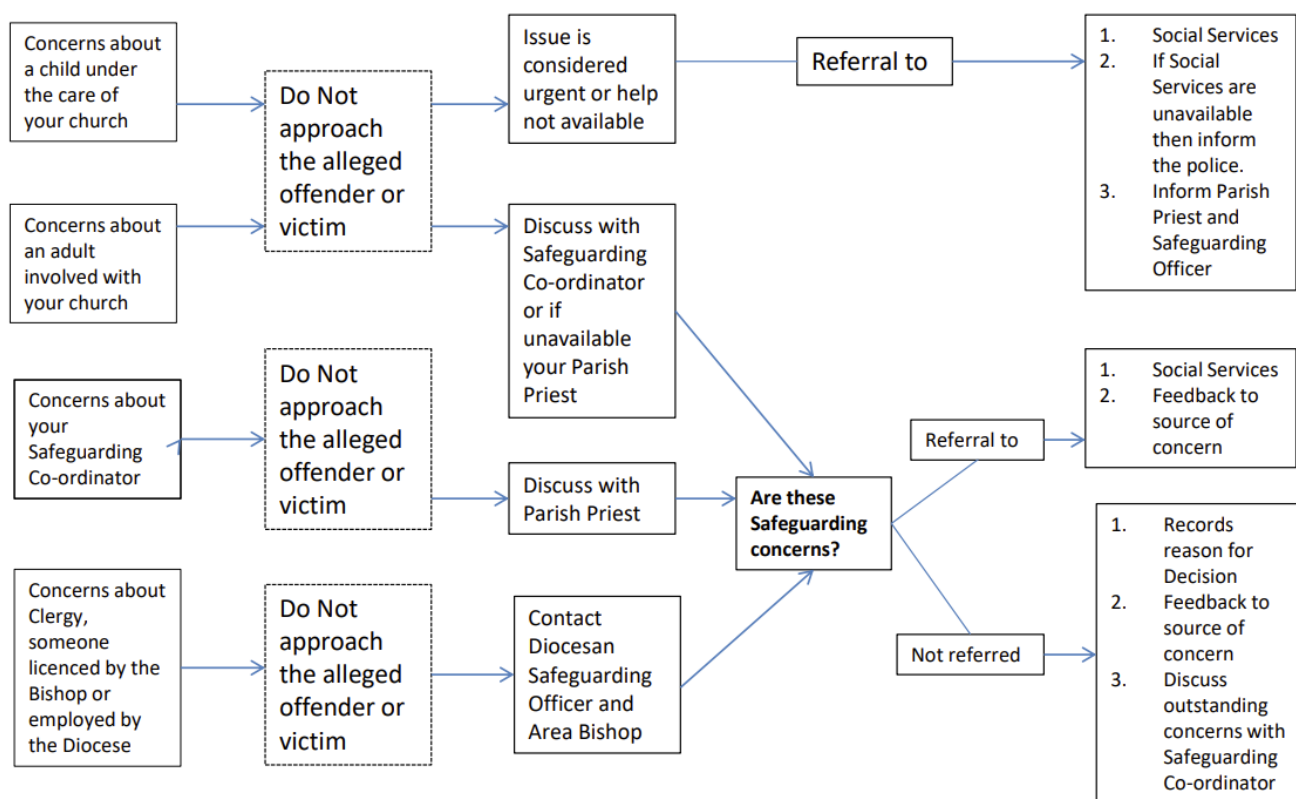 Concerns about
a child under
the care of
your church
Concerns about
an adult
involved with
your church
Do Not
approach
the alleged
offender or
victim
Issue is
considered
urgent or help
not available
Referral to
1. Social Services
2. If Social
Services are
unavailable
then inform
the police.
3. Inform Parish
Priest and
Safeguarding
Officer
Discuss with
Safeguarding
Co-ordinator
or if
unavailable
your Parish
Priest
Concerns about
your
Safeguarding
Co-ordinator
Do Not
approach
the alleged
offender or
victim
Discuss with
Parish Priest
Concerns about
Clergy,
someone
licenced by the
Bishop or
employed by
the Diocese
Do Not
approach
the alleged
offender or
victim
Contact
Diocesan
Safeguarding
Officer and
Area Bishop
Are these
Safeguarding
concerns?
Referral to
1. Social Services
2. Feedback to
source of
concern
Not referred
1. Records
reason for
Decision
2. Feedback to
source of
concern
3. Discuss
outstanding
concerns with
Safeguarding
Co-ordinator